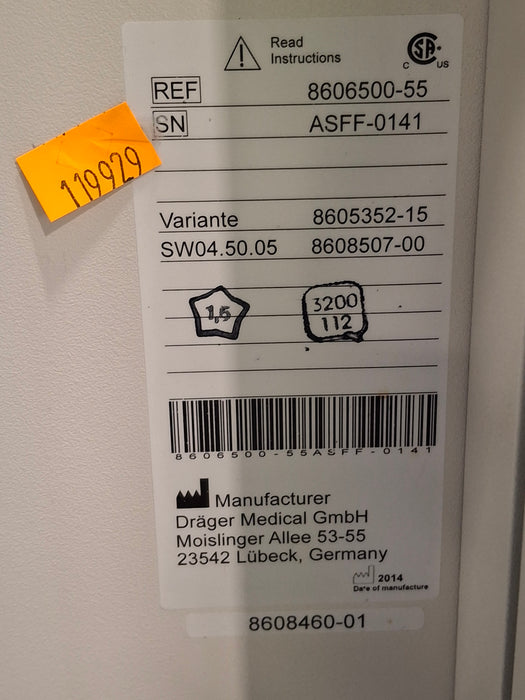 Read
Instructions
C SA US
REF 8606500-55
SN ASFF-0141
119929
Variante 8605352-15
SW04.50.05 8608507-00
1,5
3200
112
8606500-55ASFF-0141
Manufacturer
Dräger Medical GmbH
Moislinger Allee 53-55
23542 Lübeck, Germany
2014
Date of manufacture
8608460-01